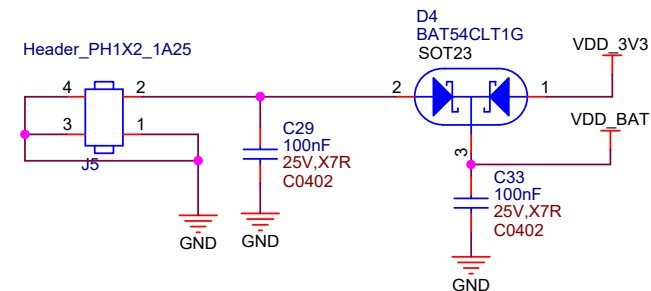 D4
BAT54CLT1G
SOT23
Header_PH1X2_1A25
VDD_3V3
4
2
2
1
VDD_BAT
3
1
J5
C29
100nF
25V,X7R
C0402
3
C33
100nF
25V,X7R
C0402
GND
GND
GND